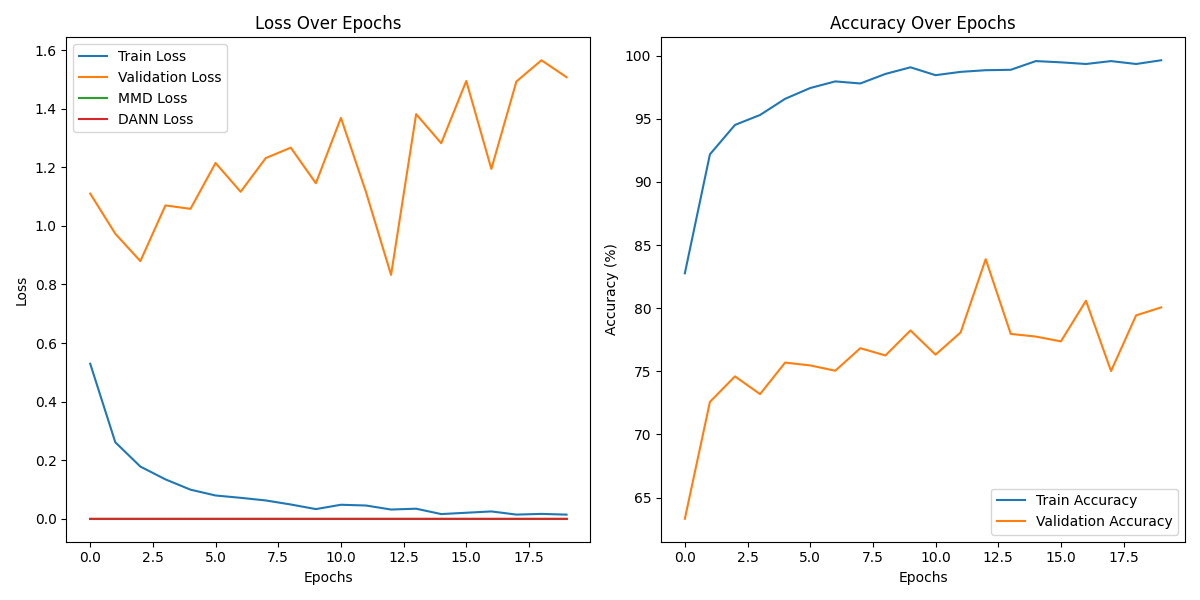 Loss Over Epochs
Train Loss
Validation Loss
MMD Loss
DANN Loss
1.6
1.4
1.2
1.0
0.8
0.6
0.4
0.2
0.0
Loss
0.0 2.5 5.0 7.5 10.0 12.5 15.0 17.5
Epochs
Accuracy Over Epochs
100
95
90
85
80
75
70
65
Accuracy (%)
Train Accuracy
Validation Accuracy
0.0 2.5 5.0 7.5 10.0 12.5 15.0 17.5
Epochs